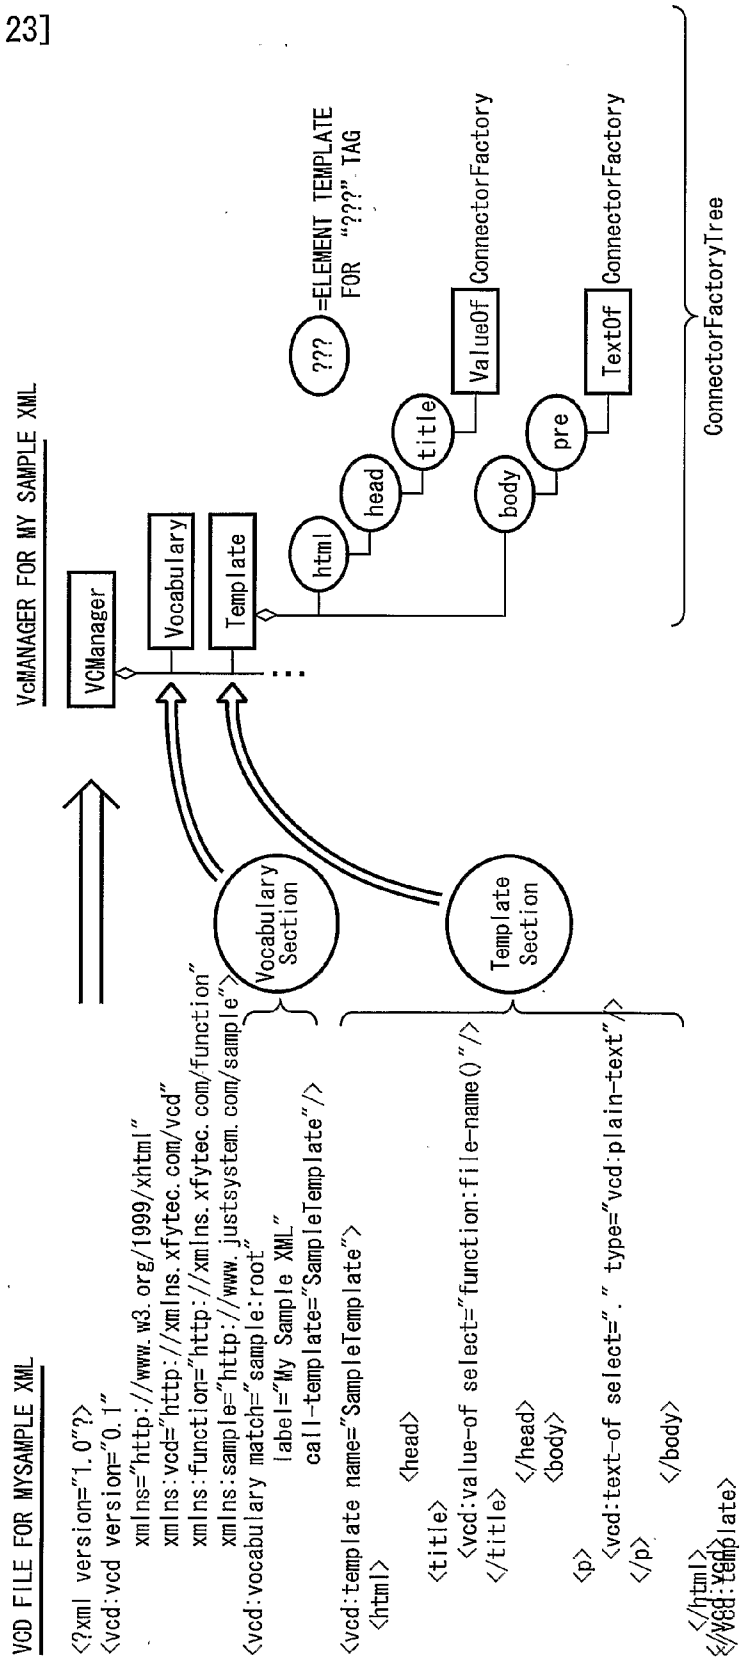 23]
VCD FILE FOR MYSAMPLE XML
<?xml version="1.0"?>
<vcd:vcd version="0.1"
xmlns="http://www.w3.org/1999/xhtml"
xmlns:vcd="http://xmlns.xfytec.com/vcd"
xmlns:function="http://xmlns.xfytec.com/function"
xmlns:sample="http://www.justsystem.com/sample">
<vcd:vocabulary match="sample:root"
label="My Sample XML"
call-template="SampleTemplate"/>
<vcd:template name="SampleTemplate">
<html>
<head>
<title>
<vcd:value-of select="function:file-name()"/>
</title>
</head>
<body>
<p>
<vcd:text-of select="." type="vcd:plain-text"/>
</p>
</body>
</html>
</vcd:template>
</vcd:vcd>
Vocabulary
Section
Template
Section
VcMANAGER FOR MY SAMPLE XML
VCManager
Vocabulary
Template
...
html
head
title
ValueOf ConnectorFactory
body
pre
TextOf ConnectorFactory
??? =ELEMENT TEMPLATE
FOR "???" TAG
ConnectorFactoryTree